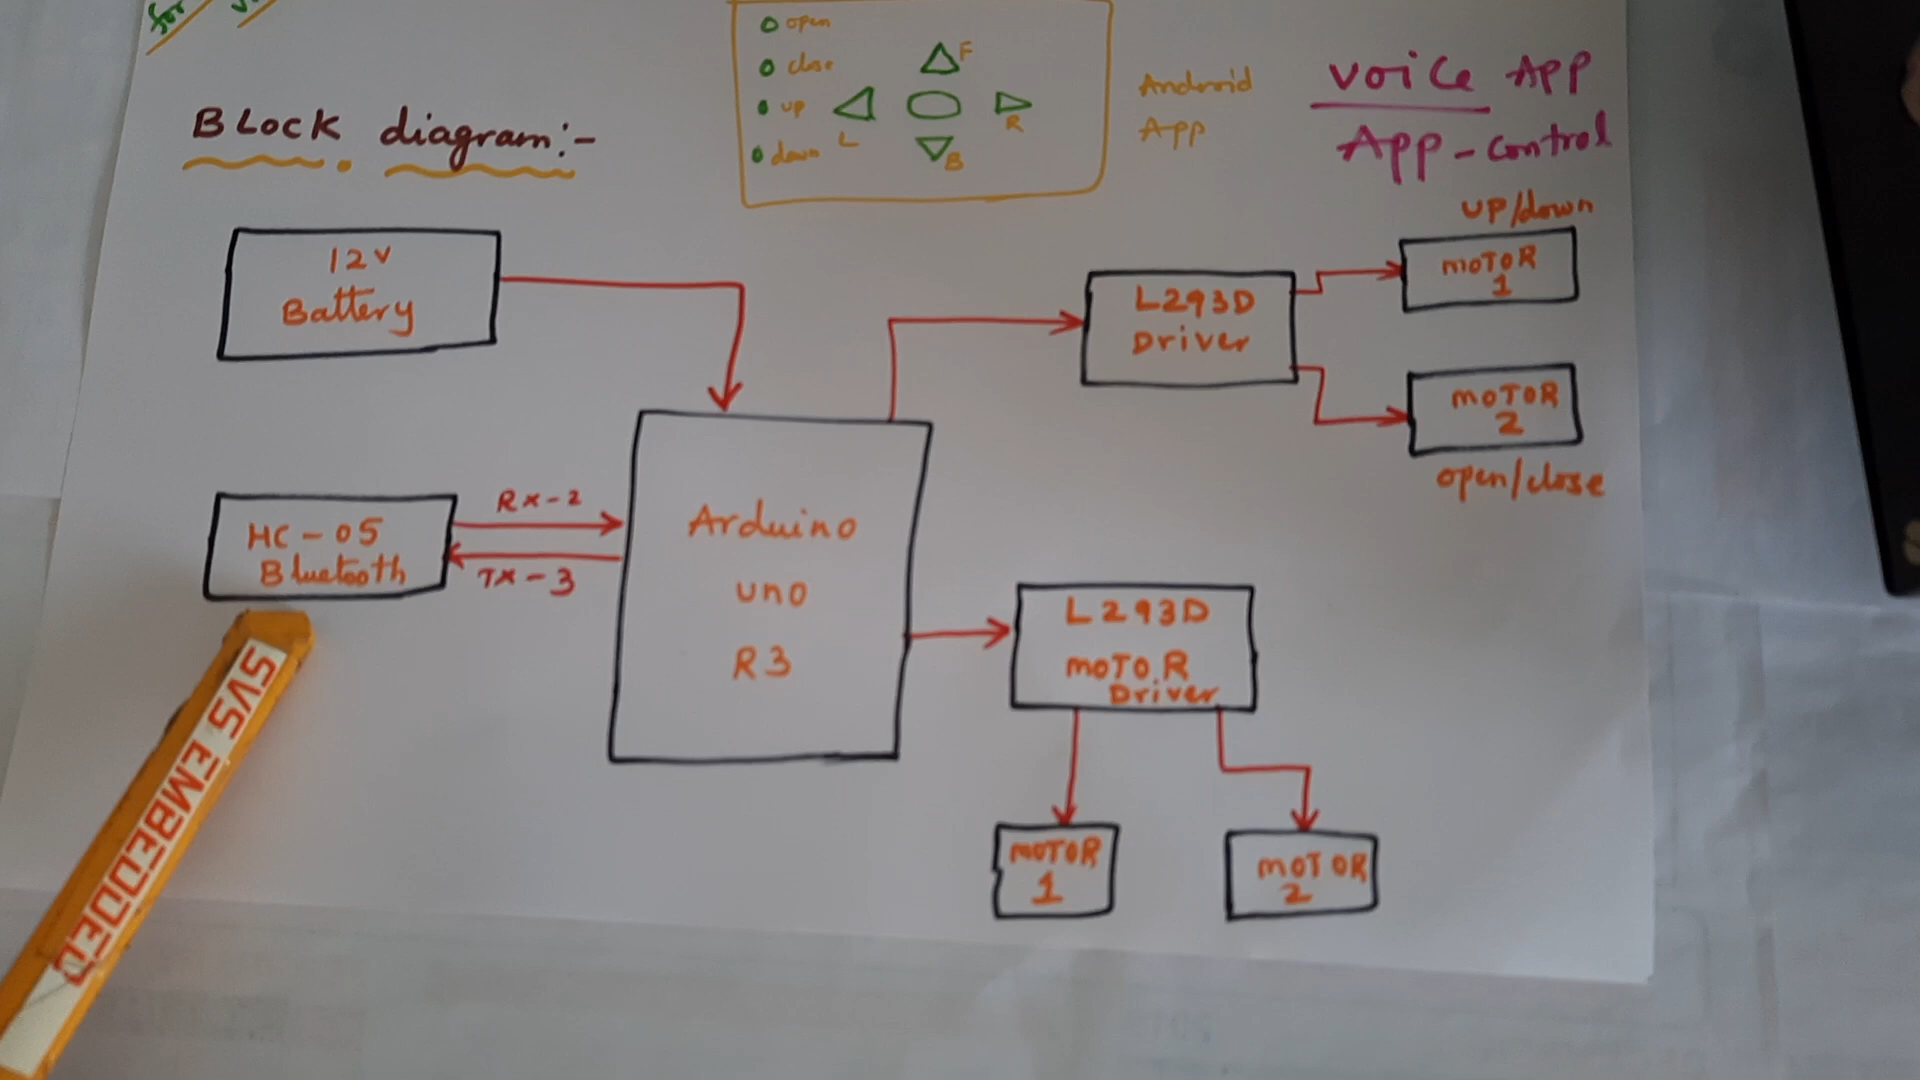 for
open
close
up
down
F
L
R
B
Android
App
voice App
App-control
Block diagram:-
12V
Battery
HC-05
Bluetooth
Rx-2
Tx-3
Arduino
uno
R3
L293D
Driver
up/down
MOTOR
1
MOTOR
2
open/close
L293D
MOTOR
Driver
MOTOR
1
MOTOR
2
SVS EMBEDDED